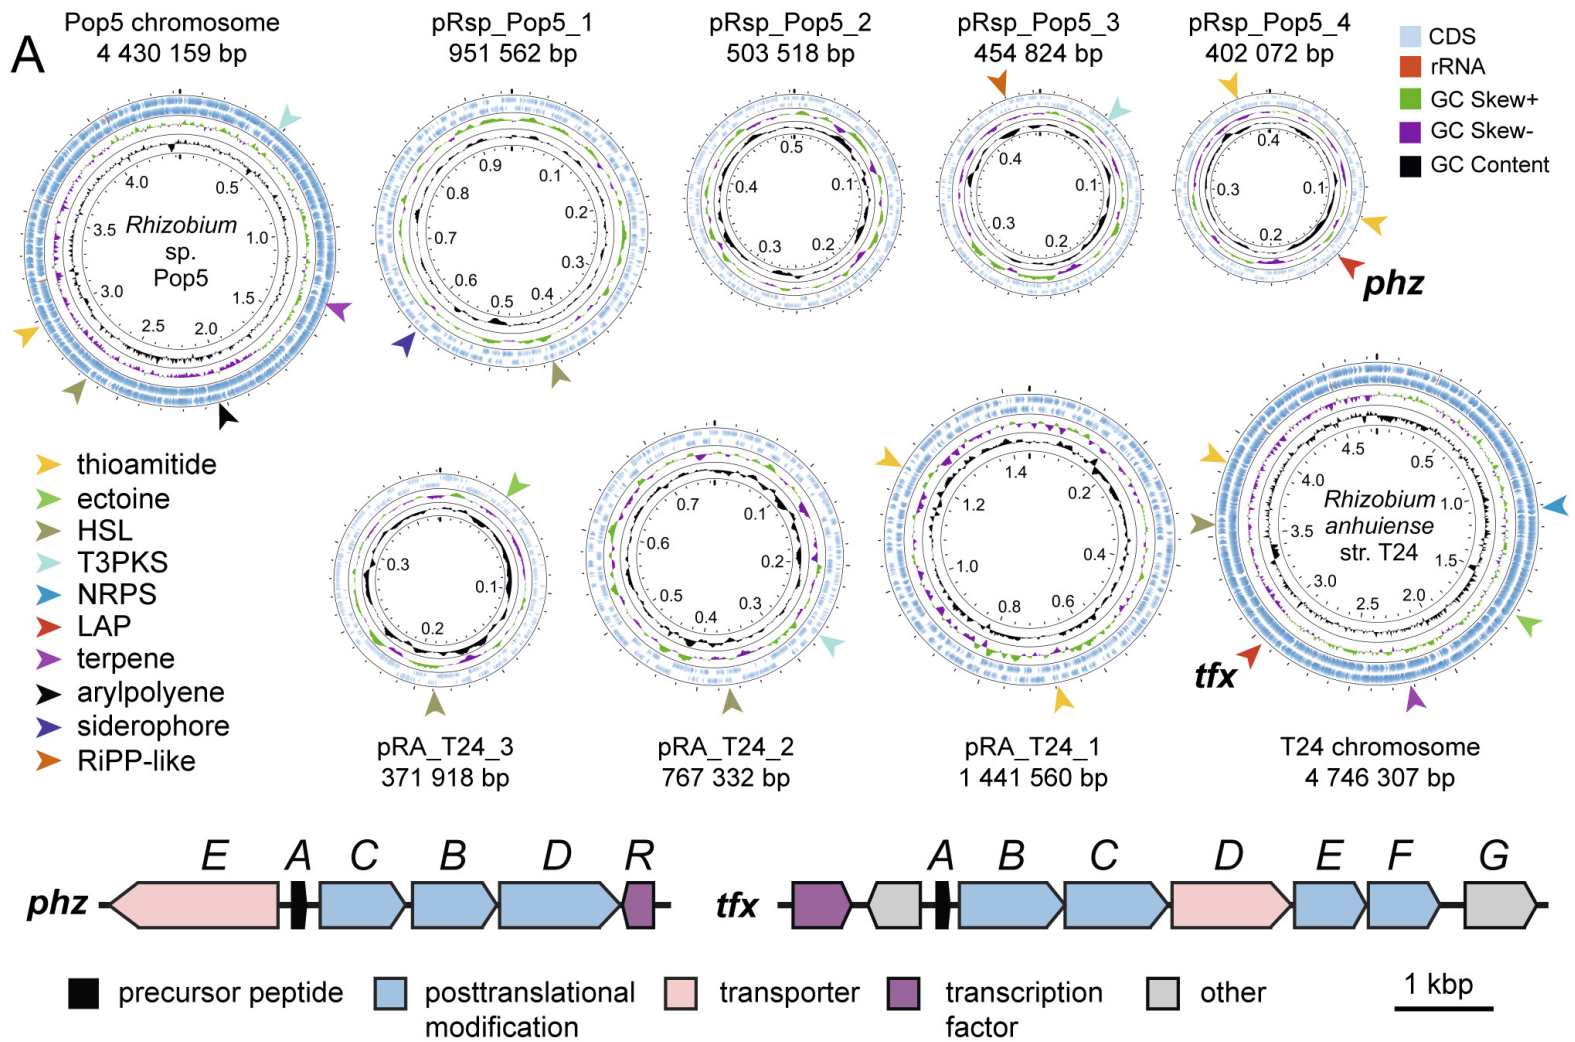 A
Pop5 chromosome
4 430 159 bp
pRsp_Pop5_1
951 562 bp
pRsp_Pop5_2
503 518 bp
pRsp_Pop5_3
454 824 bp
pRsp_Pop5_4
402 072 bp
CDS
rRNA
GC Skew+
GC Skew-
GC Content
4.0
0.5
3.5
1.0
3.0
1.5
2.5
2.0
Rhizobium
sp.
Pop5
0.9
0.1
0.8
0.2
0.7
0.3
0.6
0.4
0.5
0.5
0.4
0.1
0.3
0.2
0.4
0.1
0.3
0.2
0.4
0.3
0.1
0.2
phz
thioamitide
ectoine
HSL
T3PKS
NRPS
LAP
terpene
arylpolyene
siderophore
RiPP-like
0.3
0.1
0.2
pRA_T24_3
371 918 bp
0.7
0.1
0.6
0.2
0.5
0.3
0.4
pRA_T24_2
767 332 bp
1.4
0.2
1.2
0.4
1.0
0.6
0.8
pRA_T24_1
1 441 560 bp
4.5
0.5
4.0
1.0
3.5
1.5
3.0
2.0
2.5
Rhizobium
anhuiense
str. T24
tfx
T24 chromosome
4 746 307 bp
E A C B D R
phz
A B C D E F G
tfx
precursor peptide
posttranslational
modification
transporter
transcription
factor
other
1 kbp